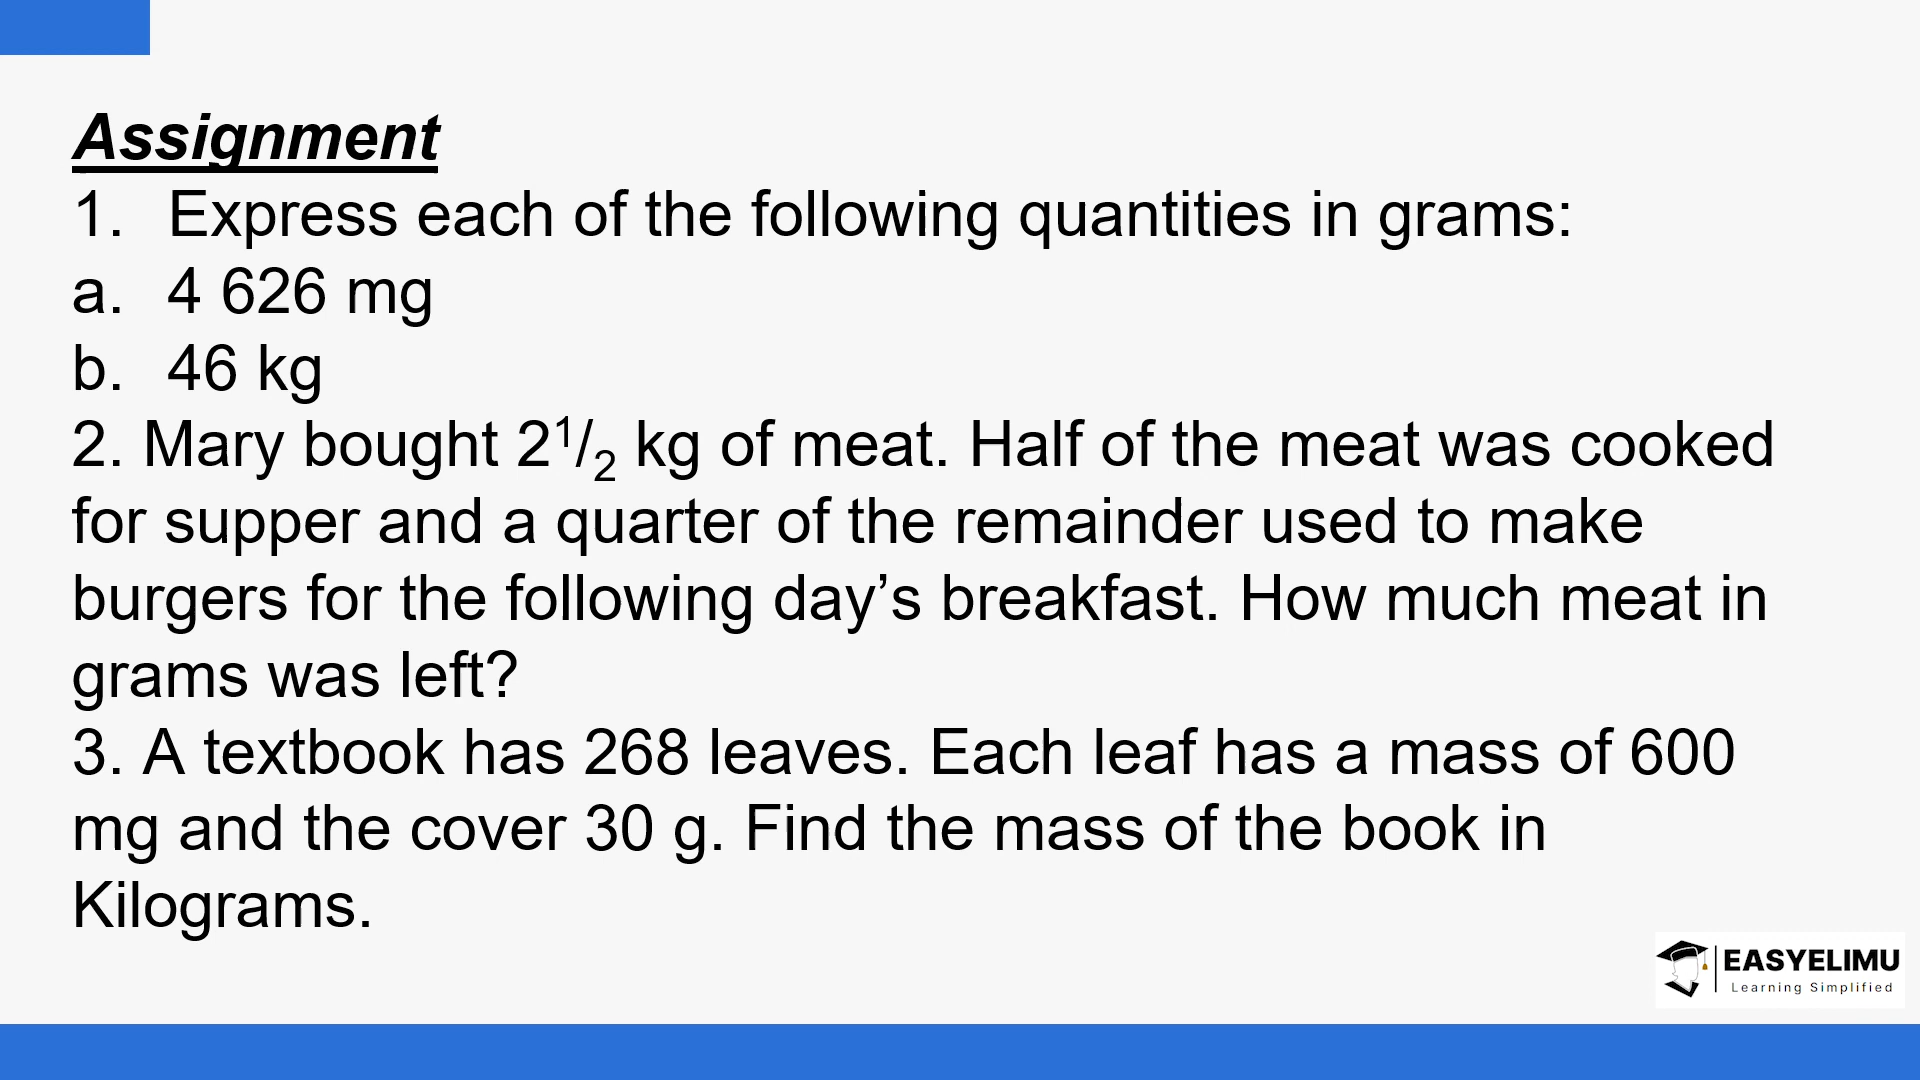 Assignment
1. Express each of the following quantities in grams:
a. 4 626 mg
b. 46 kg
2. Mary bought 2¹/₂ kg of meat. Half of the meat was cooked
for supper and a quarter of the remainder used to make
burgers for the following day’s breakfast. How much meat in
grams was left?
3. A textbook has 268 leaves. Each leaf has a mass of 600
mg and the cover 30 g. Find the mass of the book in
Kilograms.
EASYELIMU
Learning Simplified